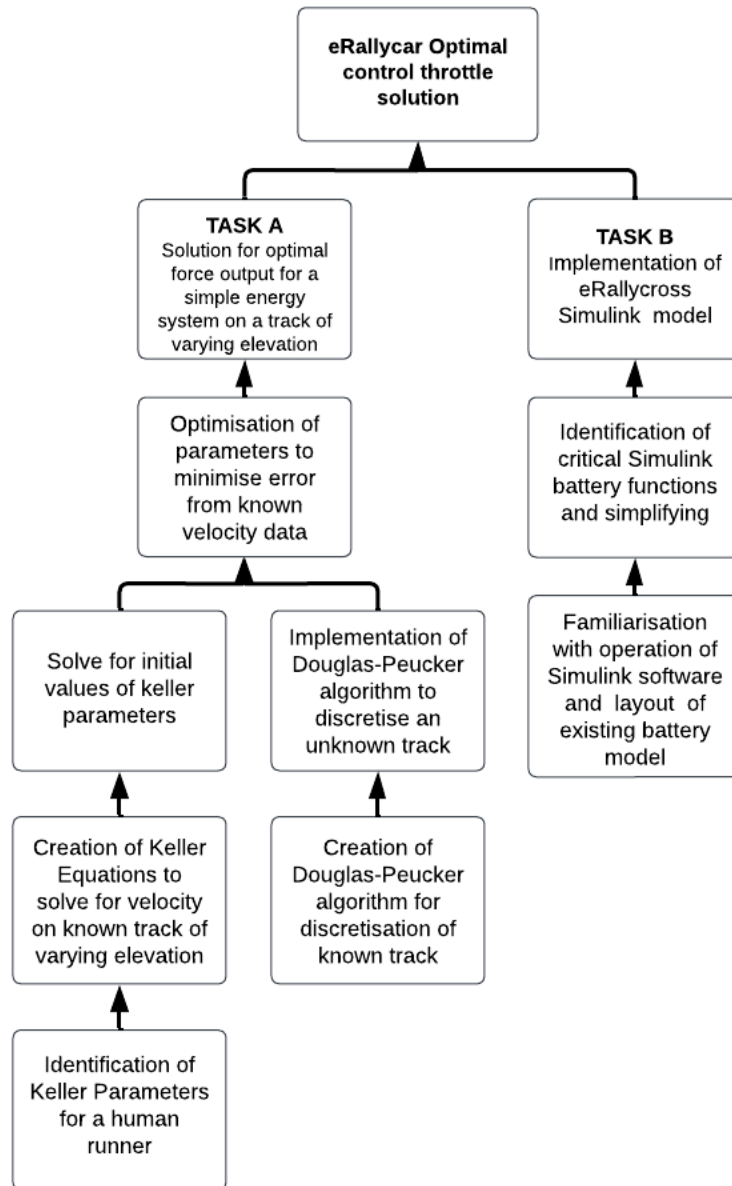 eRallycar Optimal
control throttle
solution
TASK A
Solution for optimal
force output for a
simple energy
system on a track of
varying elevation
TASK B
Implementation of
eRallycross
Simulink model
Optimisation of
parameters to
minimise error
from known
velocity data
Identification of
critical Simulink
battery functions
and simplifying
Solve for initial
values of keller
parameters
Implementation of
Douglas-Peucker
algorithm to
discretise an
unknown track
Familiarisation
with operation of
Simulink software
and layout of
existing battery
model
Creation of Keller
Equations to
solve for velocity
on known track of
varying elevation
Creation of
Douglas-Peucker
algorithm for
discretisation of
known track
Identification of
Keller Parameters
for a human
runner